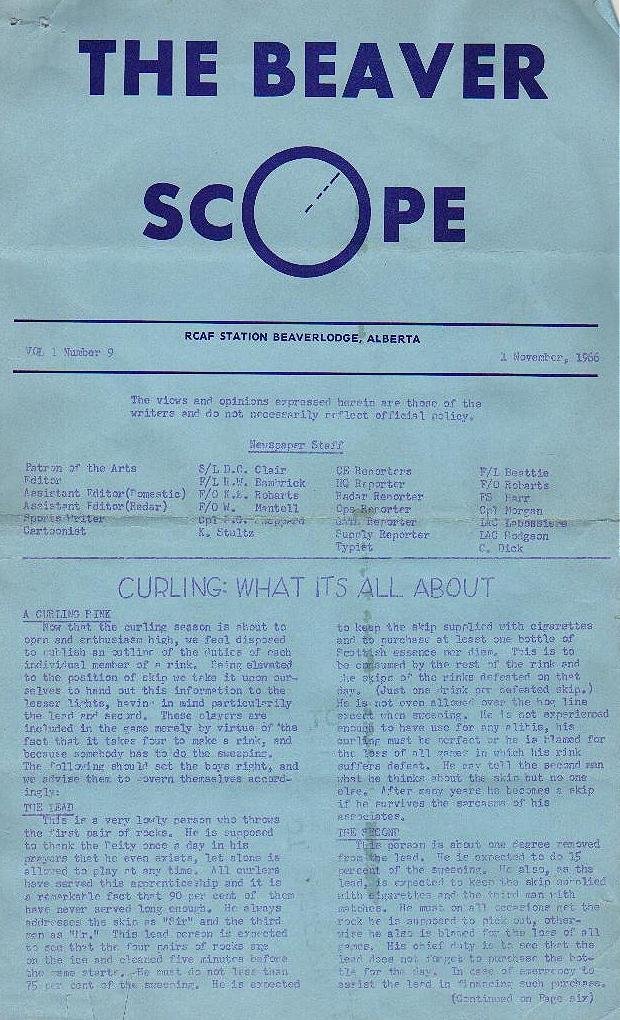 THE BEAVER
SCOPE
RCAF STATION BEAVERLODGE, ALBERTA
VOL 1 Number 9
1 November, 1966
The views and opinions expressed herein are those of the
writers and do not necessarily reflect official policy.
Newspaper Staff
Patron of the Arts S/L D.C. Clair CE Reporters F/L Beattie
Editor F/L R.W. Bambrick HQ Reporter F/O Robarts
Assistant Editor(Domestic) F/O K.E. Robarts Radar Reporter FS Harr
Assistant Editor(Radar) F/O W. Mantell Ops Reporter Cpl Morgan
Sports Writer Cpl Sheppard Reporter LAC Labossiere
Cartoonist K. Stultz Supply Reporter LAC Hodgson
Typist C. Dick
CURLING: WHAT ITS ALL ABOUT
A CURLING RINK
Now that the curling season is about to
open and enthusiasm high, we feel disposed
to publish an outline of the duties of each
individual member of a rink. Being elevated
to the position of skip we take it upon our-
selves to hand out this information to the
lesser lights, having in mind particularily
the lead and second. These players are
included in the game merely by virtue of the
fact that it takes four to make a rink, and
because somebody has to do the sweeping.
The following should set the boys right, and
we advise them to govern themselves accord-
ingly:
THE LEAD
This is a very lowly person who throws
the first pair of rocks. He is supposed
to thank the Deity once a day in his
prayers that he even exists, let alone is
allowed to play at any time. All curlers
have served this apprenticeship and it is
a remarkable fact that 90 per cent of them
have never served long enough. He always
addresses the skip as "Sir" and the third
man as "Mr." This lead person is expected
to see that the four pairs of rocks are
on the ice and cleaned five minutes before
the game starts. He must do not less than
75 per cent of the sweeping. He is expected
to keep the skip supplied with cigarettes
and to purchase at least one bottle of
Scottish essence per diem. This is to
be consumed by the rest of the rink and
the skips of the rinks defeated on that
day. (Just one drink per defeated skip.)
He is not even allowed over the hog line
except when sweeping. He is not experienced
enough to have use for any alibis, his
curling must be perfect or he is blamed for
the loss of all games in which his rink
suffers defeat. He may tell the second man
what he thinks about the skip but no one
else. After many years he becomes a skip
if he survives the sarcasms of his
associates.
THE SECOND
This person is about one degree removed
from the lead. He is expected to do 15
percent of the sweeping. He also, as the
lead, is expected to keep the skip supplied
with cigarettes and the third man with
matches. He must on all occasions get the
rock he is supposed to pick out, other-
wise he also is blamed for the loss of all
games. His chief duty is to see that the
lead does not forget to purchase the bot-
tle for the day. In case of emergency to
assist the lead in financing such purchase.
(Continued on Page six)